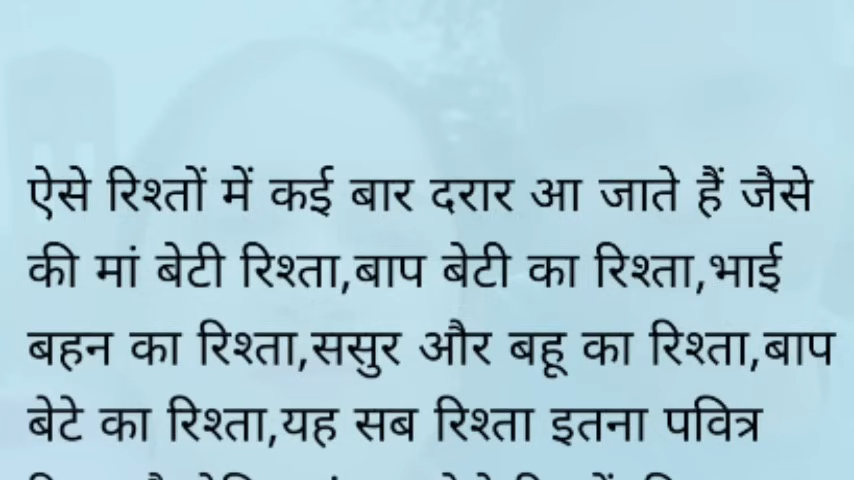 ऐसे रिश्तों में कई बार दरार आ जाते हैं जैसे
की मां बेटी रिश्ता,बाप बेटी का रिश्ता,भाई
बहन का रिश्ता,ससुर और बहू का रिश्ता,बाप
बेटे का रिश्ता,यह सब रिश्ता इतना पवित्र